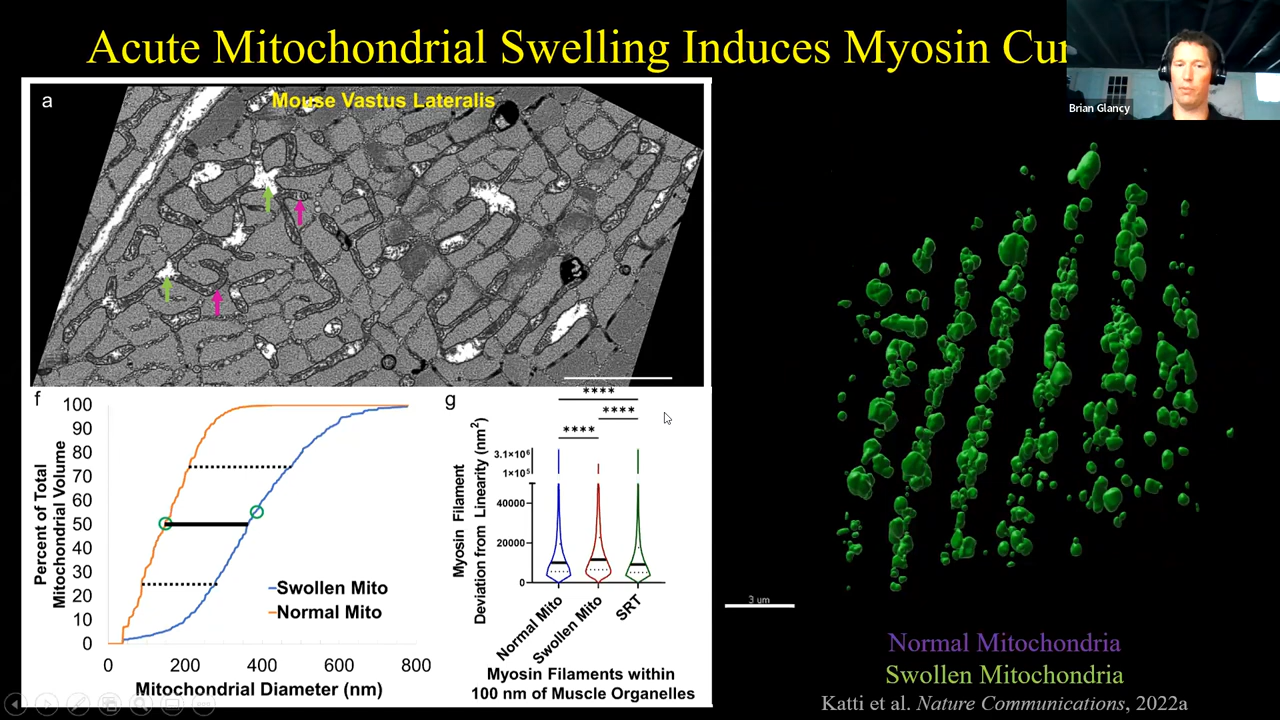 Acute Mitochondrial Swelling Induces Myosin
Brian Glancy
a
Mouse Vastus Lateralis
f
100
90
80
70
60
50
40
30
20
10
0
Percent of Total
Mitochondrial Volume
Swollen Mito
Normal Mito
0 200 400 600 800
Mitochondrial Diameter (nm)
g
****
****
****
Myosin Filament
Deviation from Linearity (nm²)
3.1×10⁶
1×10⁵
40000
20000
0
Normal Mito
Swollen Mito
SRT
Myosin Filaments within
100 nm of Muscle Organelles
3 um
Normal Mitochondria
Swollen Mitochondria
Katti et al. Nature Communications, 2022a